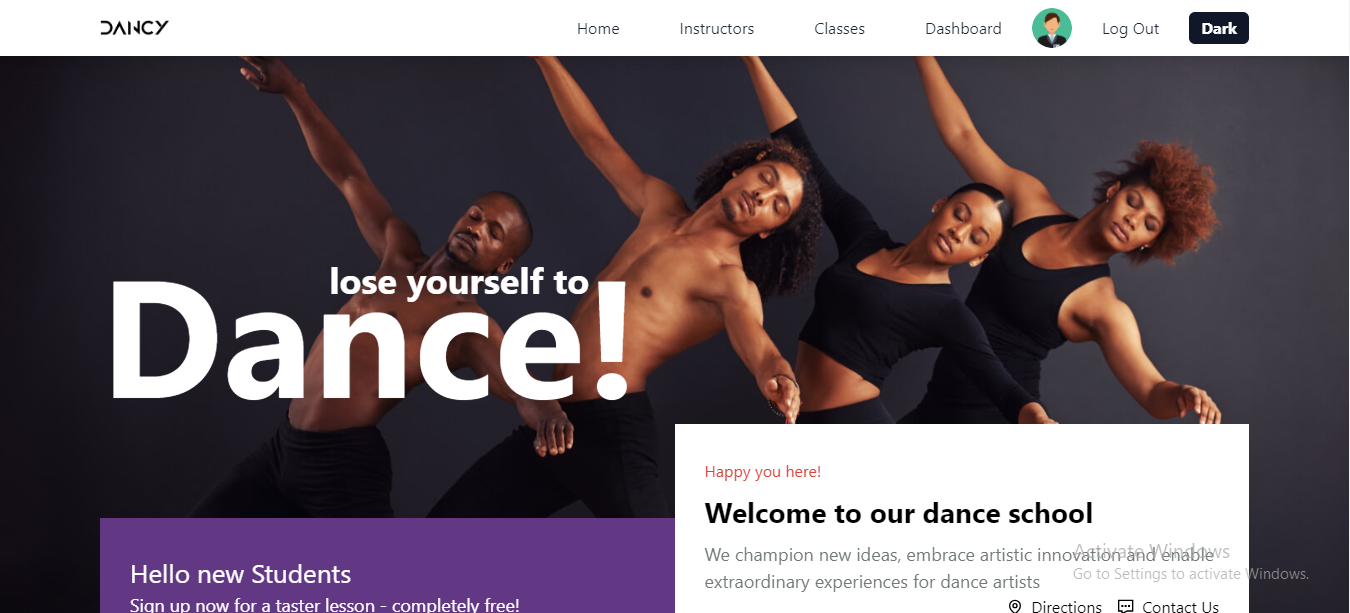 DANCY
Home
Instructors
Classes
Dashboard
Log Out
Dark
lose yourself to
Dance!
Happy you here!
Welcome to our dance school
We champion new ideas, embrace artistic innovation and enable
extraordinary experiences for dance artists
Directions
Contact Us
Hello new Students
Sign up now for a taster lesson - completely free!
Activate Windows
Go to Settings to activate Windows.